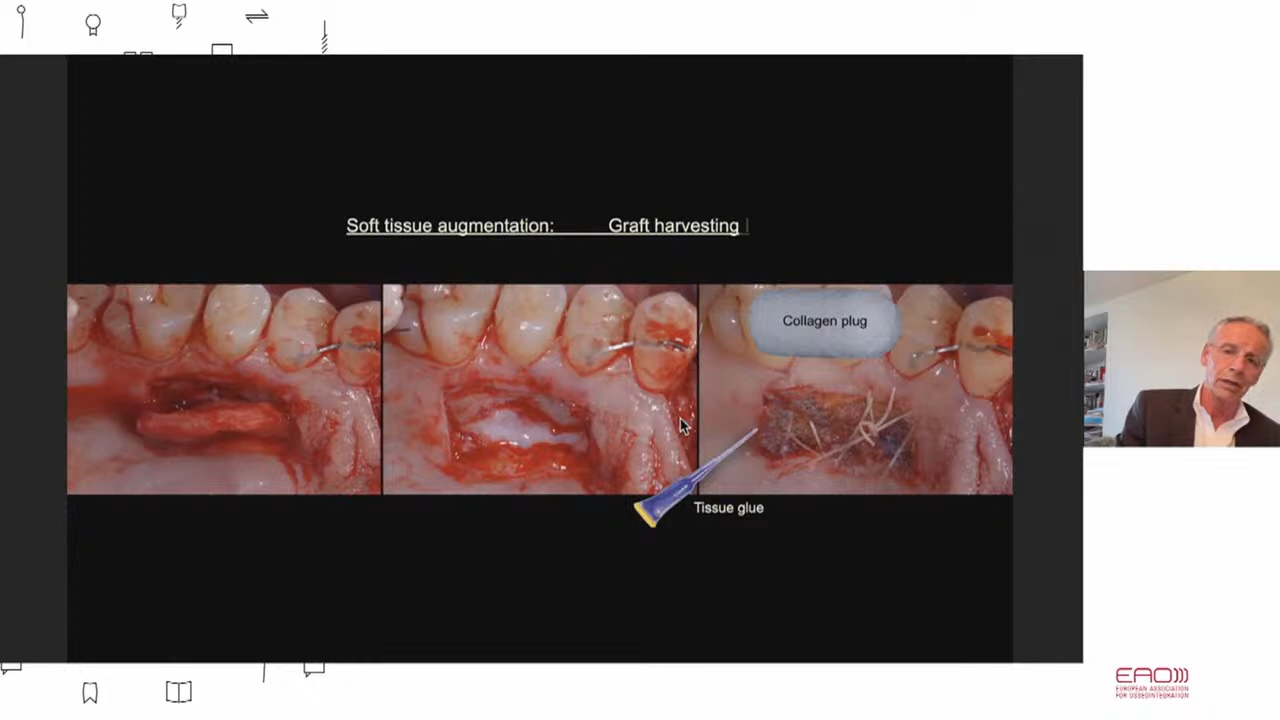 Soft tissue augmentation: Graft harvesting
Collagen plug
Tissue glue
EAO
EUROPEAN ASSOCIATION
FOR OSSEOINTEGRATION